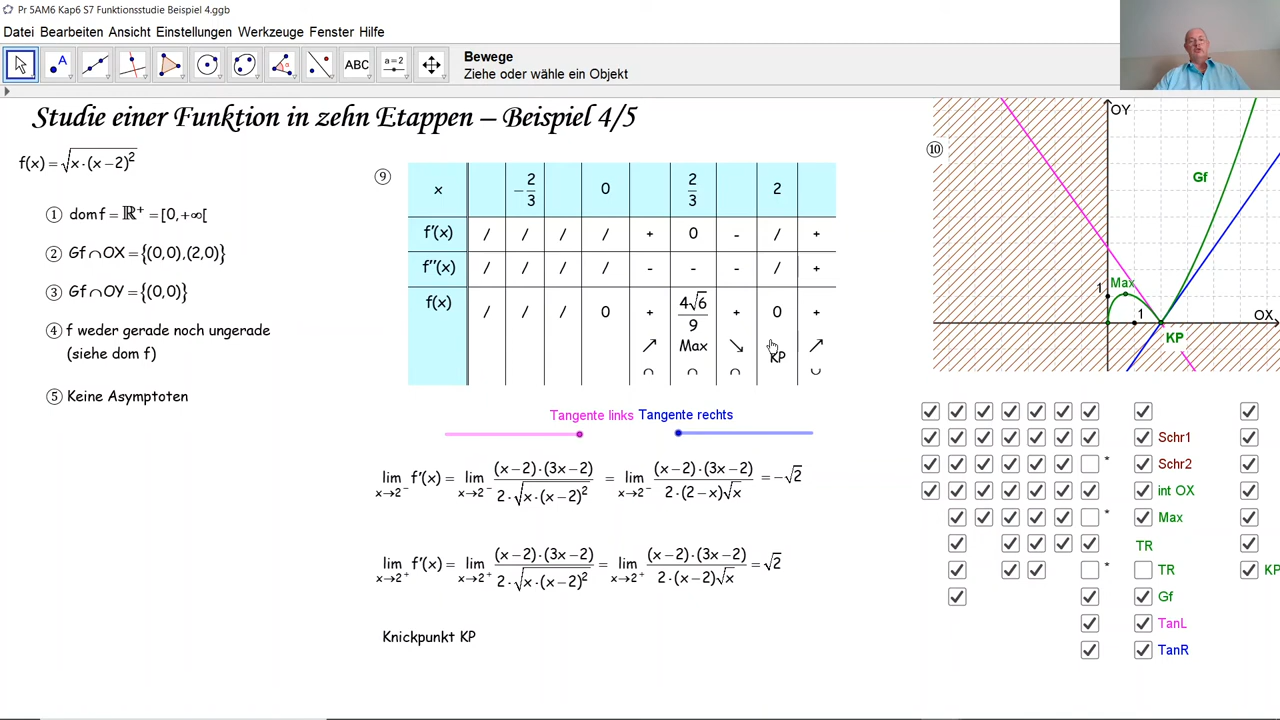 Pr 5AM6 Kap6 S7 Funktionsstudie Beispiel 4.ggb
Datei Bearbeiten Ansicht Einstellungen Werkzeuge Fenster Hilfe
A ABC a=2
Bewege
Ziehe oder wähle ein Objekt
Studie einer Funktion in zehn Etappen – Beispiel 4/5
f(x) = √(x·(x−2)²)
① dom f = ℝ⁺ = [0,+∞[
② Gf∩OX = {(0,0),(2,0)}
③ Gf∩OY = {(0,0)}
④ f weder gerade noch ungerade
(siehe dom f)
⑤ Keine Asymptoten
⑨
x −2/3 0 2/3 2
f'(x) / / / / + 0 - / +
f''(x) / / / / - - - / +
f(x) / / / 0 + 4√6/9 + 0 +
↗ Max ↘ KP ↗
∩ ∩ ∩ ∪
Tangente links Tangente rechts
lim x→2⁻ f'(x) = lim x→2⁻ (x−2)·(3x−2) / 2·√(x·(x−2)²) = lim x→2⁻ (x−2)·(3x−2) / 2·(2−x)√x = −√2
lim x→2⁺ f'(x) = lim x→2⁺ (x−2)·(3x−2) / 2·√(x·(x−2)²) = lim x→2⁺ (x−2)·(3x−2) / 2·(x−2)√x = √2
Knickpunkt KP
⑩
OY
Gf
Max
1
1
OX
KP
Schr1
* Schr2
int OX
* Max
TR
* TR KP
Gf
TanL
TanR